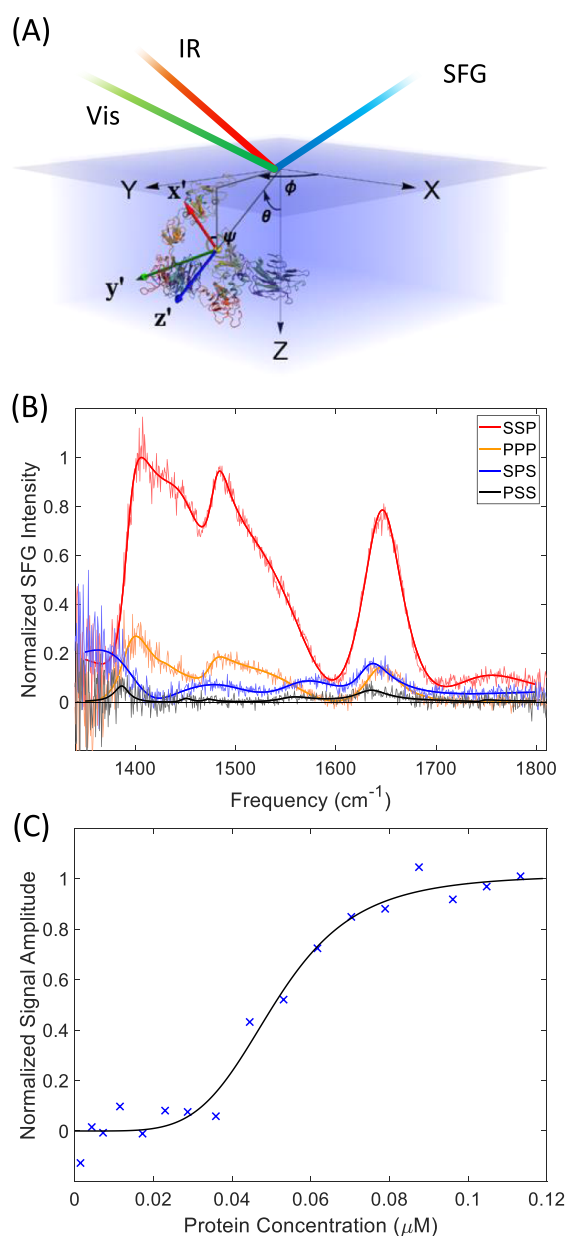 (A)
IR
SFG
Vis
Y
X
x'
ϕ
θ
ψ
y'
z'
Z
(B)
SSP
PPP
SPS
PSS
1
0.8
0.6
0.4
0.2
0
Normalized SFG Intensity
1400 1500 1600 1700 1800
Frequency (cm⁻¹)
(C)
1
0.8
0.6
0.4
0.2
0
Normalized Signal Amplitude
0 0.02 0.04 0.06 0.08 0.1 0.12
Protein Concentration (μM)